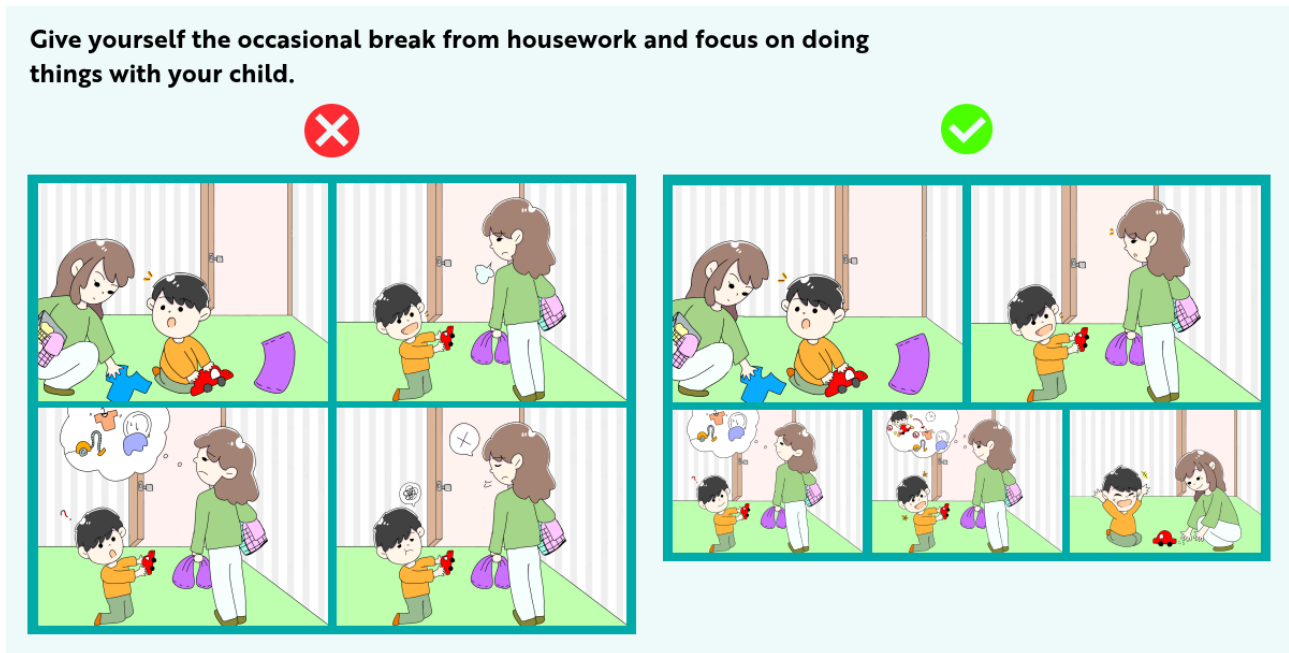 Give yourself the occasional break from housework and focus on doing
things with your child.